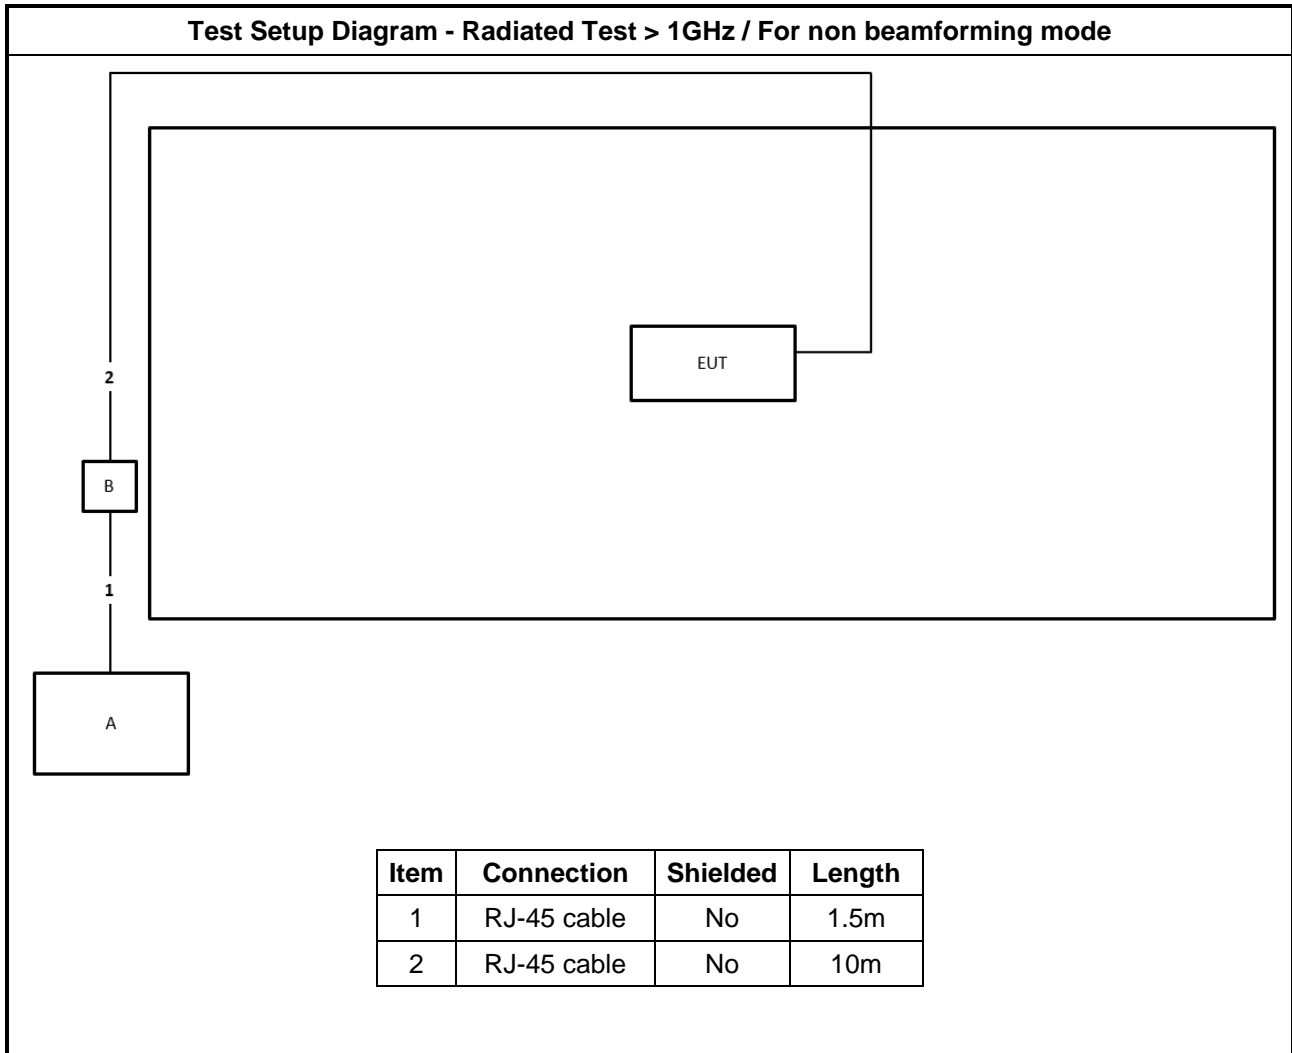 Test Setup Diagram - Radiated Test > 1GHz / For non beamforming mode
EUT
2
B
1
A
Item Connection Shielded Length
1 RJ-45 cable No 1.5m
2 RJ-45 cable No 10m